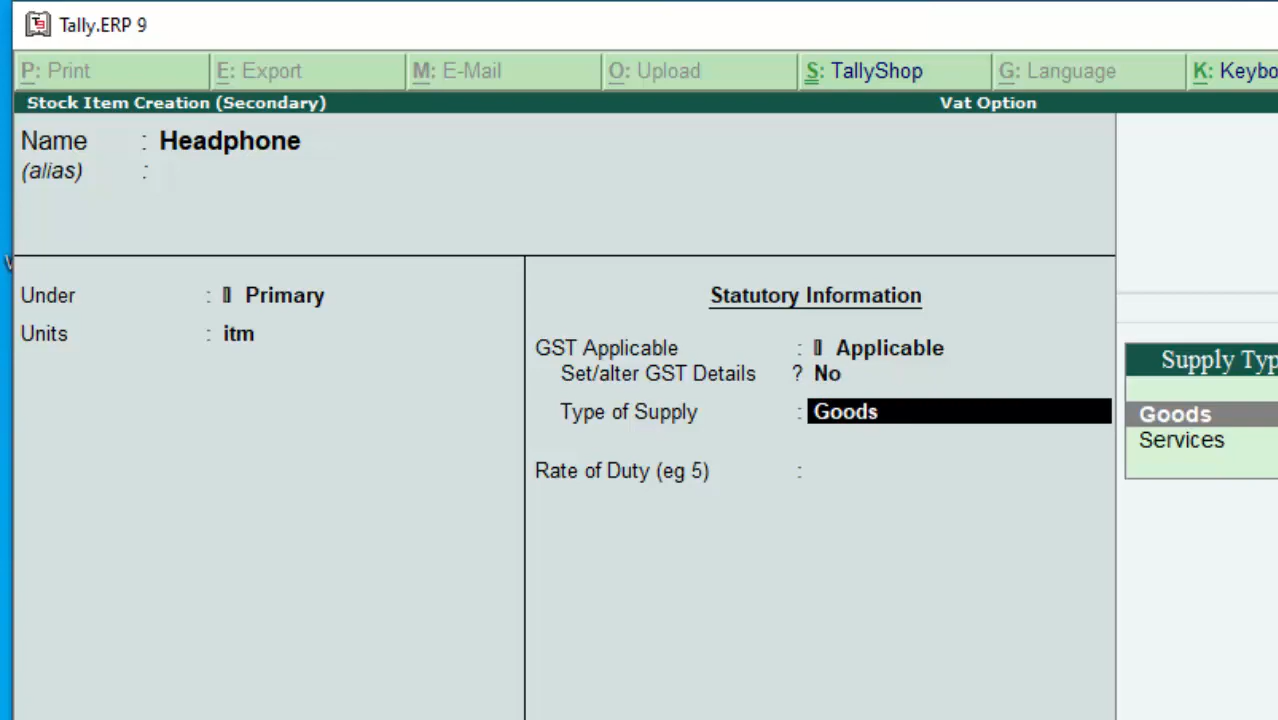 Tally.ERP 9
P: Print E: Export M: E-Mail O: Upload S: TallyShop G: Language K: Keybo
Stock Item Creation (Secondary) Vat Option
Name : Headphone
(alias) :
Under : Primary
Units : itm
Statutory Information
GST Applicable : Applicable
Set/alter GST Details ? No
Type of Supply : Goods
Rate of Duty (eg 5) :
Supply Typ
Goods
Services